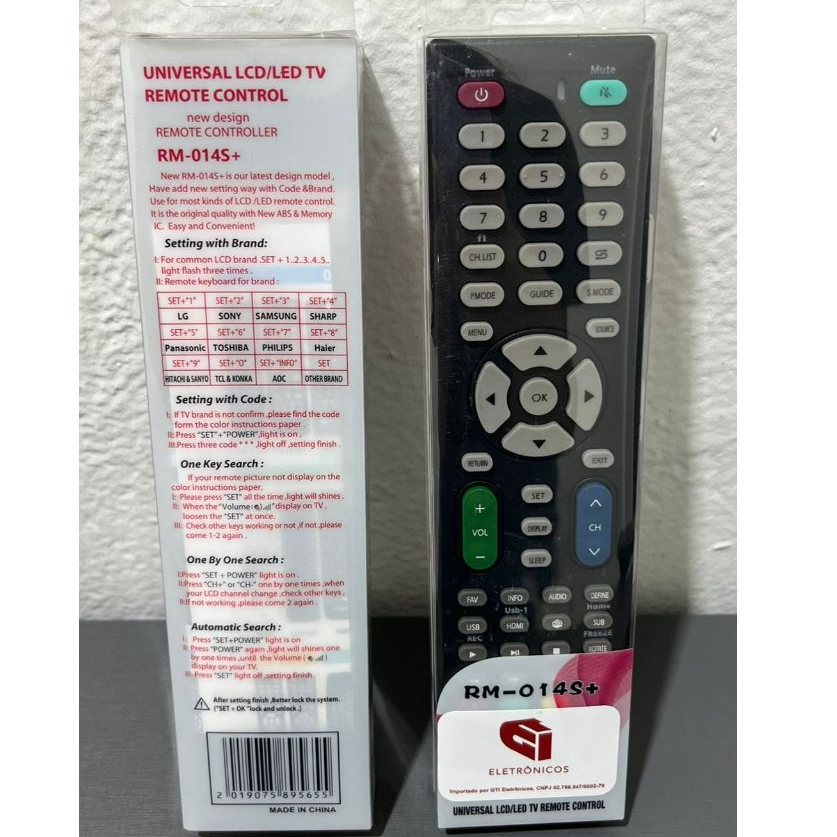 UNIVERSAL LCD/LED TV
REMOTE CONTROL
new design
REMOTE CONTROLLER
RM-014S+
New RM-014S+ is our latest design model ,
Have add new setting way with Code &Brand.
Use for most kinds of LCD /LED remote control.
It is the original quality with New ABS & Memory
IC. Easy and Convenient!
Setting with Brand:
I: For common LCD brand .SET + 1..2..3..4..5..
light flash three times .
II: Remote keyboard for brand :
SET+"1" SET+"2" SET+"3" SET+"4"
LG SONY SAMSUNG SHARP
SET+"5" SET+"6" SET+"7" SET+"8"
Panasonic TOSHIBA PHILIPS Haier
SET+"9" SET+"0" SET+"INFO" SET
HITACHI & SANYO TCL & KONKA AOC OTHER BRAND
Setting with Code :
I: If TV brand is not confirm ,please find the code
form the color instructions paper .
II: Press "SET"+"POWER",light is on ,
III:Press three code * * * ,light off ,setting finish .
One Key Search :
If your remote picture not display on the
color instructions paper.
I: Please press "SET" all the time ,light will shines ,
II: When the "Volume" display on TV ,
loosen the "SET" at once.
III: Check other keys working or not ,if not ,please
come 1-2 again .
One By One Search :
I:Press "SET + POWER" light is on .
II:Press "CH+" or "CH-" one by one times ,when
your LCD channel change ,check other keys ,
II:if not working ,please come 2 again .
Automatic Search :
I: Press "SET+POWER" light is on
II: Press "POWER" again ,light will shines one
by one times ,until the Volume ( )
display on your TV.
III:Press "SET" light off ,setting finish .
After setting finish ,Better lock the system.
("SET + OK "lock and unlock .)
2 019075 895655
MADE IN CHINA
Power Mute
1 2 3
4 5 6
7 8 9
f1
CH.LIST 0
P.MODE GUIDE S.MODE
MENU SOURCE
OK
RETURN EXIT
SET
+ VOL −
CH
DISPLAY
SLEEP
FAV INFO AUDIO DEFINE
Usb-1 Home
USB HDMI SUB
REC FREEZE
ROTATE
RM-014S+
GTI
ELETRÔNICOS
Importado por GTI Eletrônicos, CNPJ 02.786.847/0002-79
UNIVERSAL LCD/LED TV REMOTE CONTROL